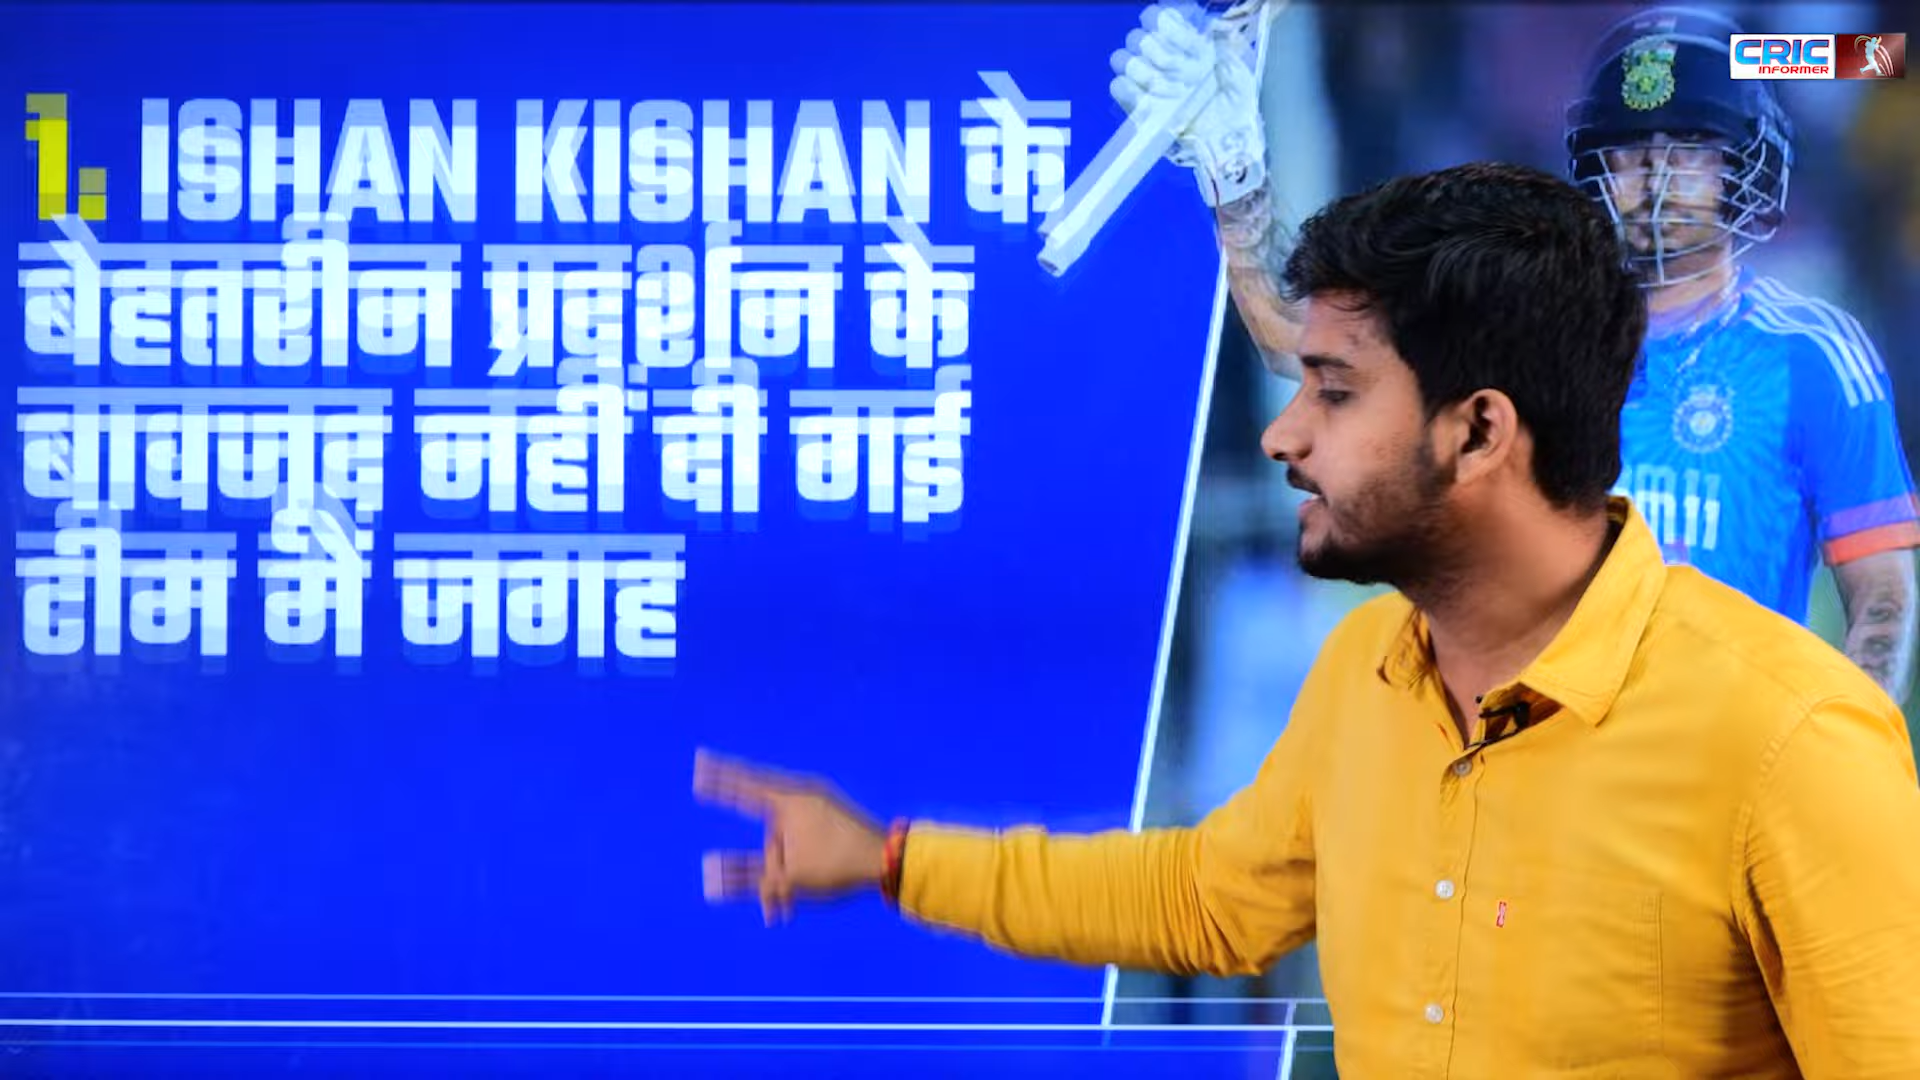 1. ISHAN KISHAN के
बेहतरीन प्रदर्शन के
बावजूद नहीं दी गई
टीम में जगह
CRIC
INFORMER